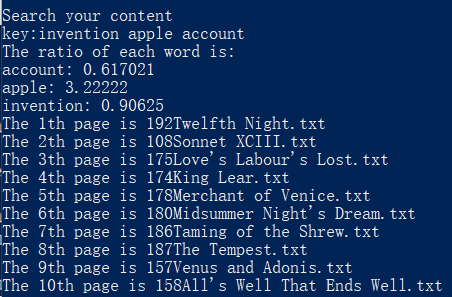 Search your content
key:invention apple account
The ratio of each word is:
account: 0.617021
apple: 3.22222
invention: 0.90625
The 1th page is 192Twelfth Night.txt
The 2th page is 108Sonnet XCIII.txt
The 3th page is 175Love's Labour's Lost.txt
The 4th page is 174King Lear.txt
The 5th page is 178Merchant of Venice.txt
The 6th page is 180Midsummer Night's Dream.txt
The 7th page is 186Taming of the Shrew.txt
The 8th page is 187The Tempest.txt
The 9th page is 157Venus and Adonis.txt
The 10th page is 158All's Well That Ends Well.txt